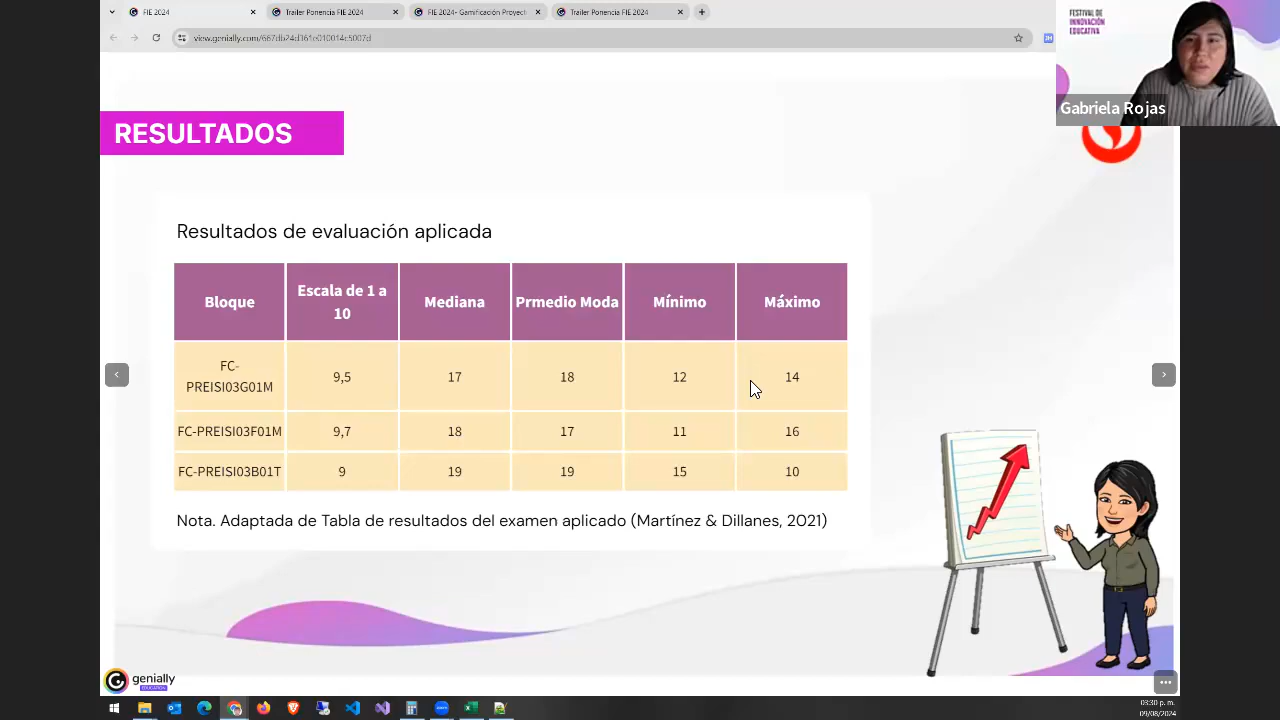 FIE 2024
Trailer Ponencia FIE 2024
FIE 2024- Gamificación Proyect
Trailer Ponencia FIE 2024
view.genially.com/667db24d361e010014c5007d
FESTIVAL DE
INNOVACIÓN
EDUCATIVA
Gabriela Rojas
RESULTADOS
Resultados de evaluación aplicada
Bloque
Escala de 1 a
10
Mediana
Prmedio Moda
Mínimo
Máximo
FC-
PREISI03G01M
9,5
17
18
12
14
FC-PREISI03F01M
9,7
18
17
11
16
FC-PREISI03B01T
9
19
19
15
10
Nota. Adaptada de Tabla de resultados del examen aplicado (Martínez & Dillanes, 2021)
genially
EDUCATION
03:30 p. m.
09/08/2024